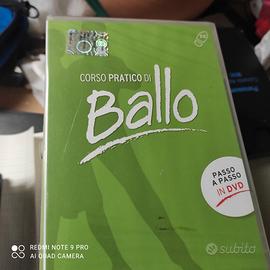 CORSO PRATICO DI
Ballo
PASSO
A PASSO
IN DVD
REDMI NOTE 9 PRO
AI QUAD CAMERA
subito